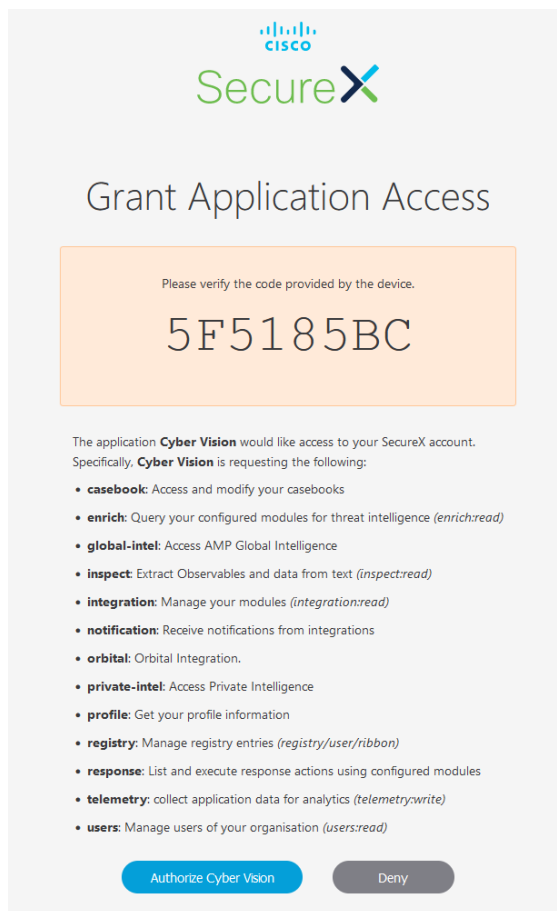 CISCO
SecureX
Grant Application Access
Please verify the code provided by the device.
5F5185BC
The application Cyber Vision would like access to your SecureX account.
Specifically, Cyber Vision is requesting the following:
• casebook: Access and modify your casebooks
• enrich: Query your configured modules for threat intelligence (enrich:read)
• global-intel: Access AMP Global Intelligence
• inspect: Extract Observables and data from text (inspect:read)
• integration: Manage your modules (integration:read)
• notification: Receive notifications from integrations
• orbital: Orbital Integration.
• private-intel: Access Private Intelligence
• profile: Get your profile information
• registry: Manage registry entries (registry/user/ribbon)
• response: List and execute response actions using configured modules
• telemetry: collect application data for analytics (telemetry:write)
• users: Manage users of your organisation (users:read)
Authorize Cyber Vision
Deny